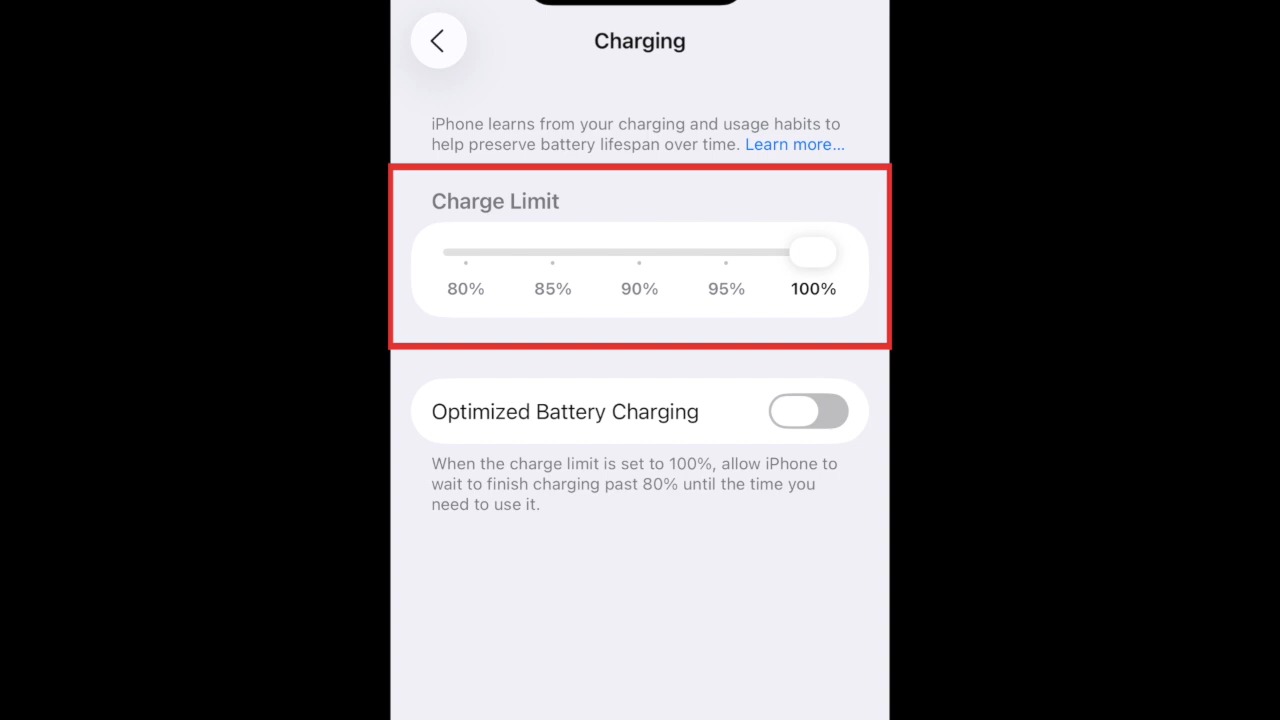 Charging
iPhone learns from your charging and usage habits to
help preserve battery lifespan over time. Learn more...
Charge Limit
80% 85% 90% 95% 100%
Optimized Battery Charging
When the charge limit is set to 100%, allow iPhone to
wait to finish charging past 80% until the time you
need to use it.